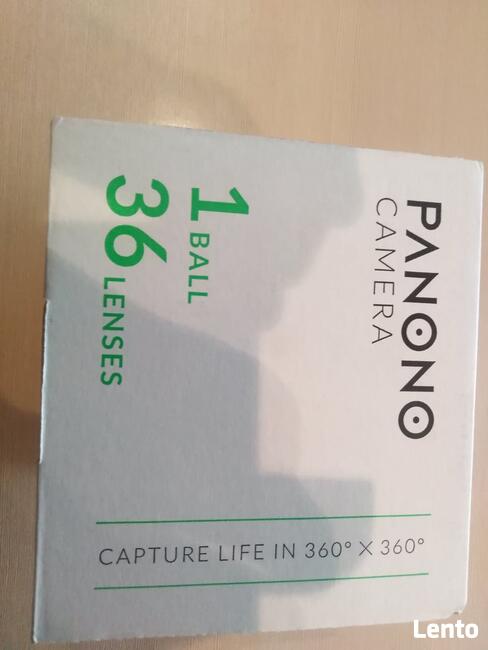 PANONO
CAMERA
1 BALL
36 LENSES
CAPTURE LIFE IN 360° X 360°
Lento